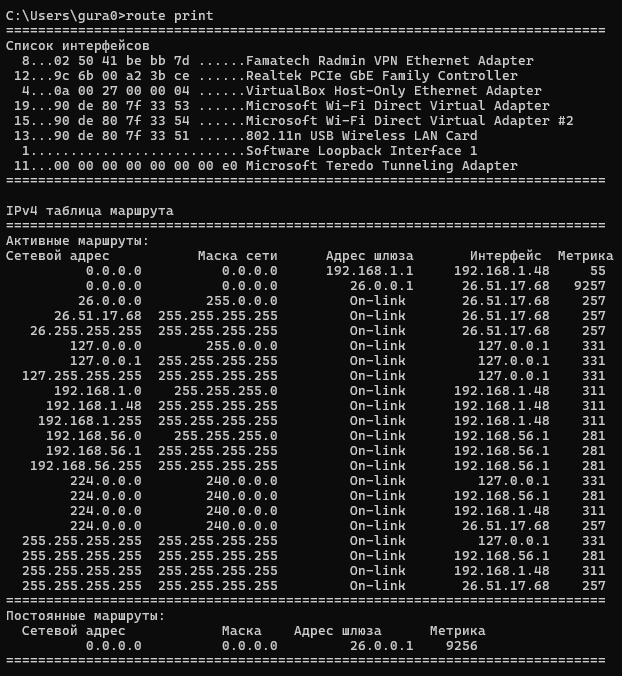 C:\Users\gura0>route print
===========================================================================
Список интерфейсов
  8...02 50 41 be bb 7d ......Famatech Radmin VPN Ethernet Adapter
 12...9c 6b 00 a2 3b ce ......Realtek PCIe GbE Family Controller
  4...0a 00 27 00 00 04 ......VirtualBox Host-Only Ethernet Adapter
 19...90 de 80 7f 33 53 ......Microsoft Wi-Fi Direct Virtual Adapter
 15...90 de 80 7f 33 54 ......Microsoft Wi-Fi Direct Virtual Adapter #2
 13...90 de 80 7f 33 51 ......802.11n USB Wireless LAN Card
  1...........................Software Loopback Interface 1
 11...00 00 00 00 00 00 00 e0 Microsoft Teredo Tunneling Adapter
===========================================================================
IPv4 таблица маршрута
===========================================================================
Активные маршруты:
Сетевой адрес           Маска сети      Адрес шлюза       Интерфейс  Метрика
          0.0.0.0          0.0.0.0      192.168.1.1     192.168.1.48     55
          0.0.0.0          0.0.0.0         26.0.0.1      26.51.17.68   9257
         26.0.0.0        255.0.0.0         On-link       26.51.17.68    257
      26.51.17.68  255.255.255.255         On-link       26.51.17.68    257
   26.255.255.255  255.255.255.255         On-link       26.51.17.68    257
        127.0.0.0        255.0.0.0         On-link         127.0.0.1    331
        127.0.0.1  255.255.255.255         On-link         127.0.0.1    331
  127.255.255.255  255.255.255.255         On-link         127.0.0.1    331
      192.168.1.0    255.255.255.0         On-link      192.168.1.48    311
     192.168.1.48  255.255.255.255         On-link      192.168.1.48    311
    192.168.1.255  255.255.255.255         On-link      192.168.1.48    311
     192.168.56.0    255.255.255.0         On-link      192.168.56.1    281
     192.168.56.1  255.255.255.255         On-link      192.168.56.1    281
   192.168.56.255  255.255.255.255         On-link      192.168.56.1    281
        224.0.0.0        240.0.0.0         On-link         127.0.0.1    331
        224.0.0.0        240.0.0.0         On-link      192.168.56.1    281
        224.0.0.0        240.0.0.0         On-link      192.168.1.48    311
        224.0.0.0        240.0.0.0         On-link       26.51.17.68    257
  255.255.255.255  255.255.255.255         On-link         127.0.0.1    331
  255.255.255.255  255.255.255.255         On-link      192.168.56.1    281
  255.255.255.255  255.255.255.255         On-link      192.168.1.48    311
  255.255.255.255  255.255.255.255         On-link       26.51.17.68    257
===========================================================================
Постоянные маршруты:
  Сетевой адрес            Маска    Адрес шлюза      Метрика
          0.0.0.0          0.0.0.0         26.0.0.1    9256
===========================================================================